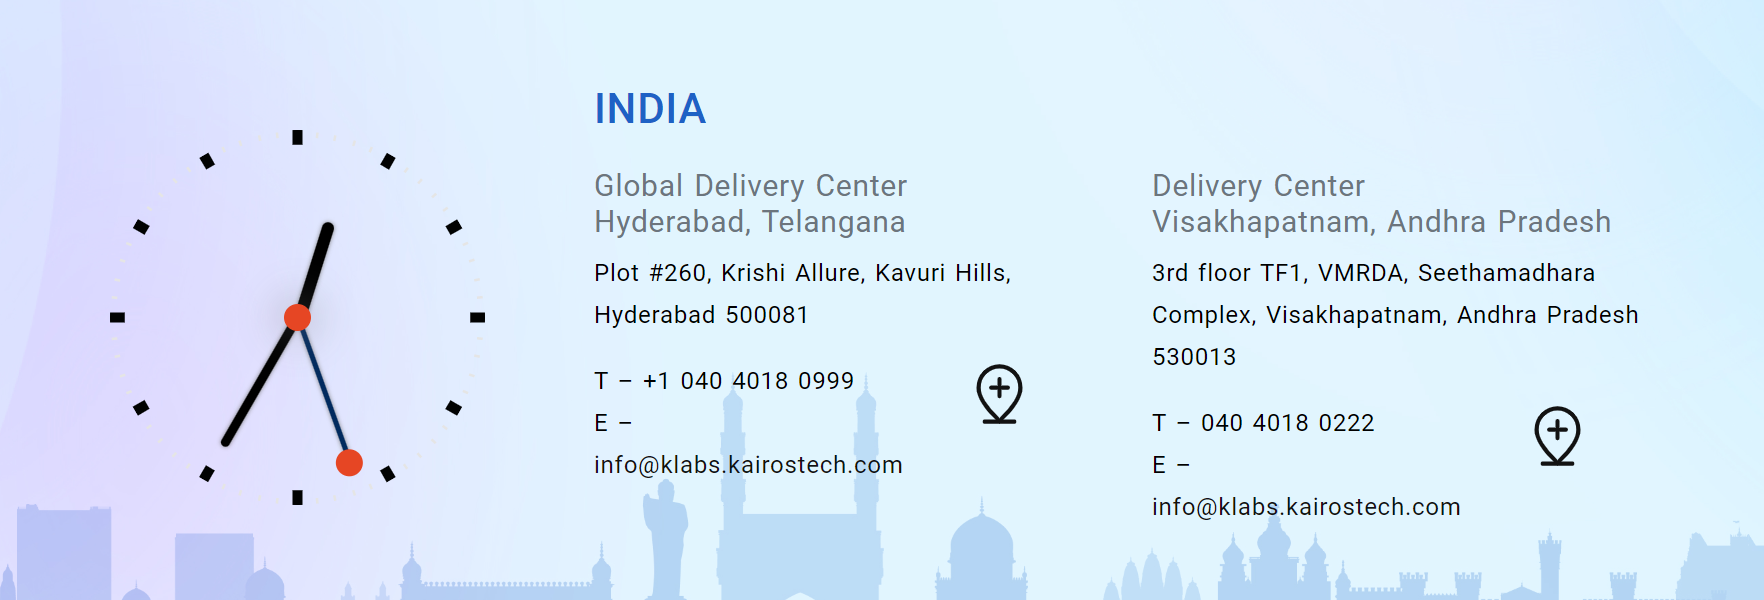 INDIA
Global Delivery Center
Hyderabad, Telangana
Plot #260, Krishi Allure, Kavuri Hills,
Hyderabad 500081
T – +1 040 4018 0999
E –
info@klabs.kairostech.com
Delivery Center
Visakhapatnam, Andhra Pradesh
3rd floor TF1, VMRDA, Seethamadhara
Complex, Visakhapatnam, Andhra Pradesh
530013
T – 040 4018 0222
E –
info@klabs.kairostech.com